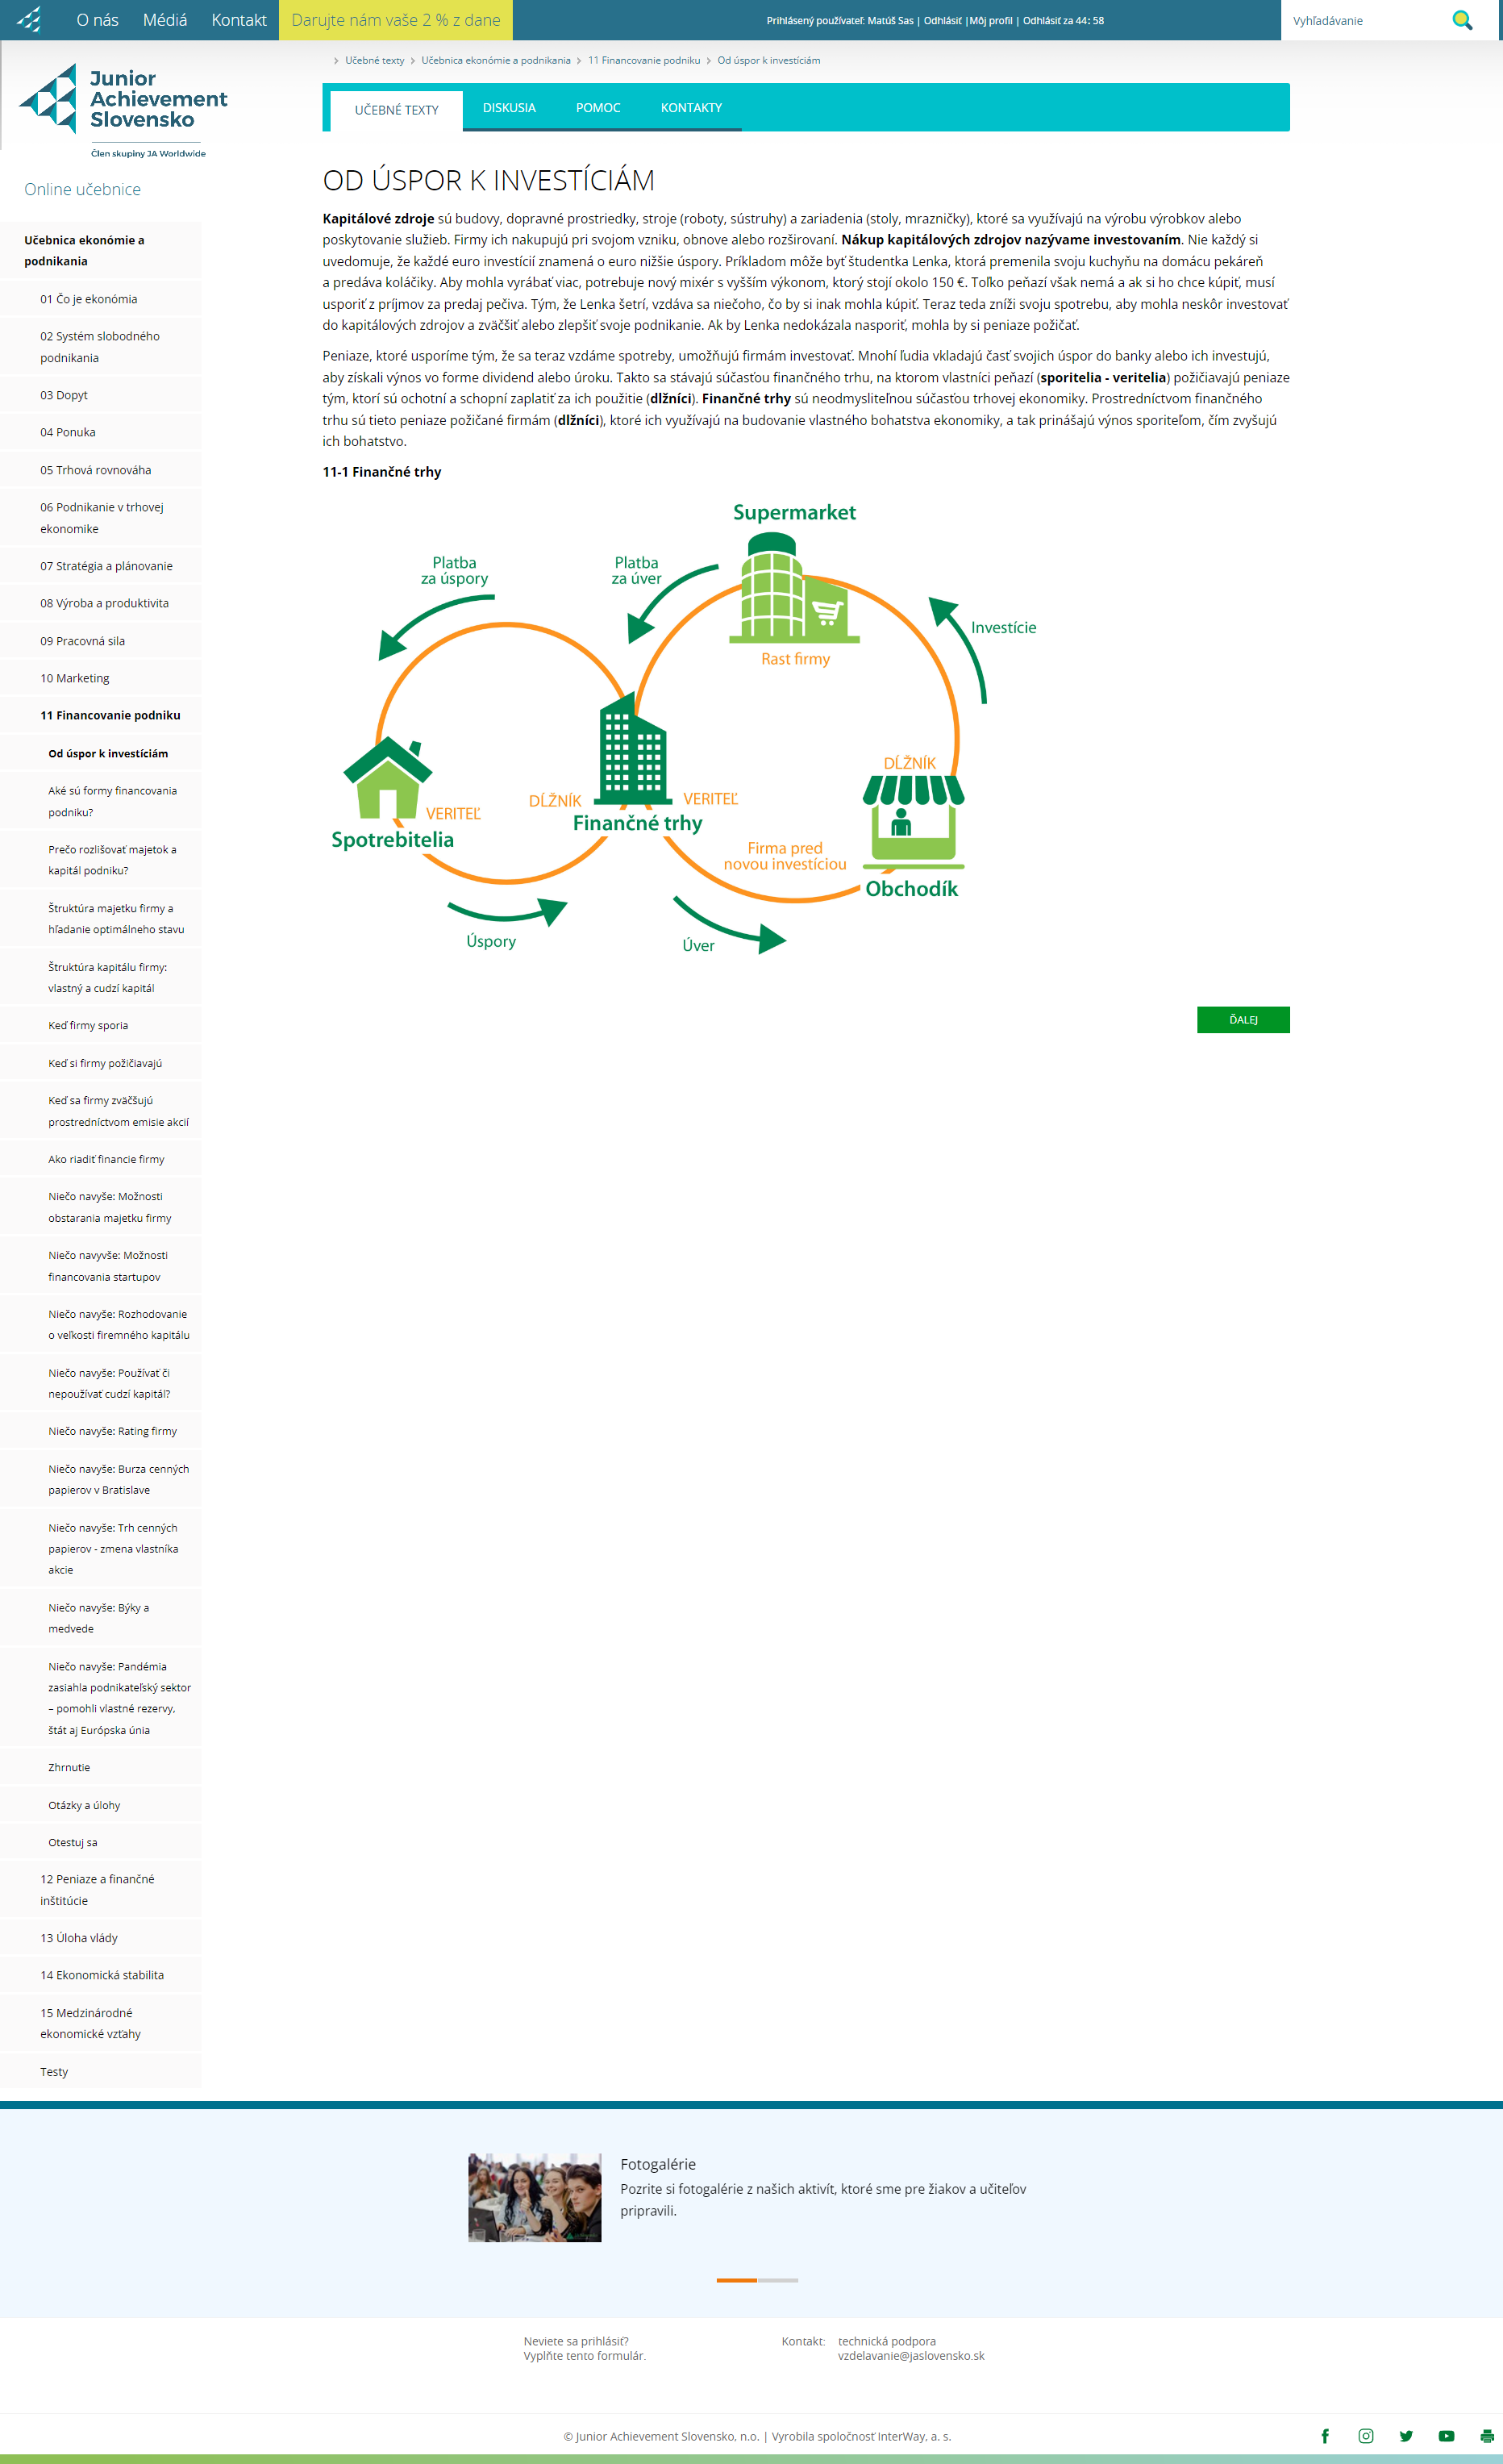 O nás Médiá Kontakt Darujte nám vaše 2 % z dane Prihlásený používateľ: Matúš Sas | Odhlásiť |Môj profil | Odhlásiť za 44: 58 Vyhľadávanie
Učebné texty Učebnica ekonómie a podnikania 11 Financovanie podniku Od úspor k investíciám
Junior
Achievement
Slovensko
Člen skupiny JA Worldwide
UČEBNÉ TEXTY DISKUSIA POMOC KONTAKTY
Online učebnice
Učebnica ekonómie a
podnikania
01 Čo je ekonómia
02 Systém slobodného
podnikania
03 Dopyt
04 Ponuka
05 Trhová rovnováha
06 Podnikanie v trhovej
ekonomike
07 Stratégia a plánovanie
08 Výroba a produktivita
09 Pracovná sila
10 Marketing
11 Financovanie podniku
Od úspor k investíciám
Aké sú formy financovania
podniku?
Prečo rozlišovať majetok a
kapitál podniku?
Štruktúra majetku firmy a
hľadanie optimálneho stavu
Štruktúra kapitálu firmy:
vlastný a cudzí kapitál
Keď firmy sporia
Keď si firmy požičiavajú
Keď sa firmy zväčšujú
prostredníctvom emisie akcií
Ako riadiť financie firmy
Niečo navyše: Možnosti
obstarania majetku firmy
Niečo navyvše: Možnosti
financovania startupov
Niečo navyše: Rozhodovanie
o veľkosti firemného kapitálu
Niečo navyše: Používať či
nepoužívať cudzí kapitál?
Niečo navyše: Rating firmy
Niečo navyše: Burza cenných
papierov v Bratislave
Niečo navyše: Trh cenných
papierov - zmena vlastníka
akcie
Niečo navyše: Býky a
medvede
Niečo navyše: Pandémia
zasiahla podnikateľský sektor
– pomohli vlastné rezervy,
štát aj Európska únia
Zhrnutie
Otázky a úlohy
Otestuj sa
12 Peniaze a finančné
inštitúcie
13 Úloha vlády
14 Ekonomická stabilita
15 Medzinárodné
ekonomické vzťahy
Testy
OD ÚSPOR K INVESTÍCIÁM
Kapitálové zdroje sú budovy, dopravné prostriedky, stroje (roboty, sústruhy) a zariadenia (stoly, mrazničky), ktoré sa využívajú na výrobu výrobkov alebo
poskytovanie služieb. Firmy ich nakupujú pri svojom vzniku, obnove alebo rozširovaní. Nákup kapitálových zdrojov nazývame investovaním. Nie každý si
uvedomuje, že každé euro investícií znamená o euro nižšie úspory. Príkladom môže byť študentka Lenka, ktorá premenila svoju kuchyňu na domácu pekáreň
a predáva koláčiky. Aby mohla vyrábať viac, potrebuje nový mixér s vyšším výkonom, ktorý stojí okolo 150 €. Toľko peňazí však nemá a ak si ho chce kúpiť, musí
usporiť z príjmov za predaj pečiva. Tým, že Lenka šetrí, vzdáva sa niečoho, čo by si inak mohla kúpiť. Teraz teda zníži svoju spotrebu, aby mohla neskôr investovať
do kapitálových zdrojov a zväčšiť alebo zlepšiť svoje podnikanie. Ak by Lenka nedokázala nasporiť, mohla by si peniaze požičať.
Peniaze, ktoré usporíme tým, že sa teraz vzdáme spotreby, umožňujú firmám investovať. Mnohí ľudia vkladajú časť svojich úspor do banky alebo ich investujú,
aby získali výnos vo forme dividend alebo úroku. Takto sa stávajú súčasťou finančného trhu, na ktorom vlastníci peňazí (sporitelia - veritelia) požičiavajú peniaze
tým, ktorí sú ochotní a schopní zaplatiť za ich použitie (dlžníci). Finančné trhy sú neodmysliteľnou súčasťou trhovej ekonomiky. Prostredníctvom finančného
trhu sú tieto peniaze požičané firmám (dlžníci), ktoré ich využívajú na budovanie vlastného bohatstva ekonomiky, a tak prinášajú výnos sporiteľom, čím zvyšujú
ich bohatstvo.
11-1 Finančné trhy
Supermarket
Platba
za úspory
Platba
za úver
Investície
Rast firmy
DĹŽNÍK
VERITEĽ
DĹŽNÍK
VERITEĽ
Finančné trhy
Spotrebitelia
Firma pred
novou investíciou
Obchodík
Úspory
Úver
ĎALEJ
Fotogalérie
Pozrite si fotogalérie z našich aktivít, ktoré sme pre žiakov a učiteľov
pripravili.
Neviete sa prihlásiť?
Vyplňte tento formulár.
Kontakt: technická podpora
vzdelavanie@jaslovensko.sk
© Junior Achievement Slovensko, n.o. | Vyrobila spoločnosť InterWay, a. s.